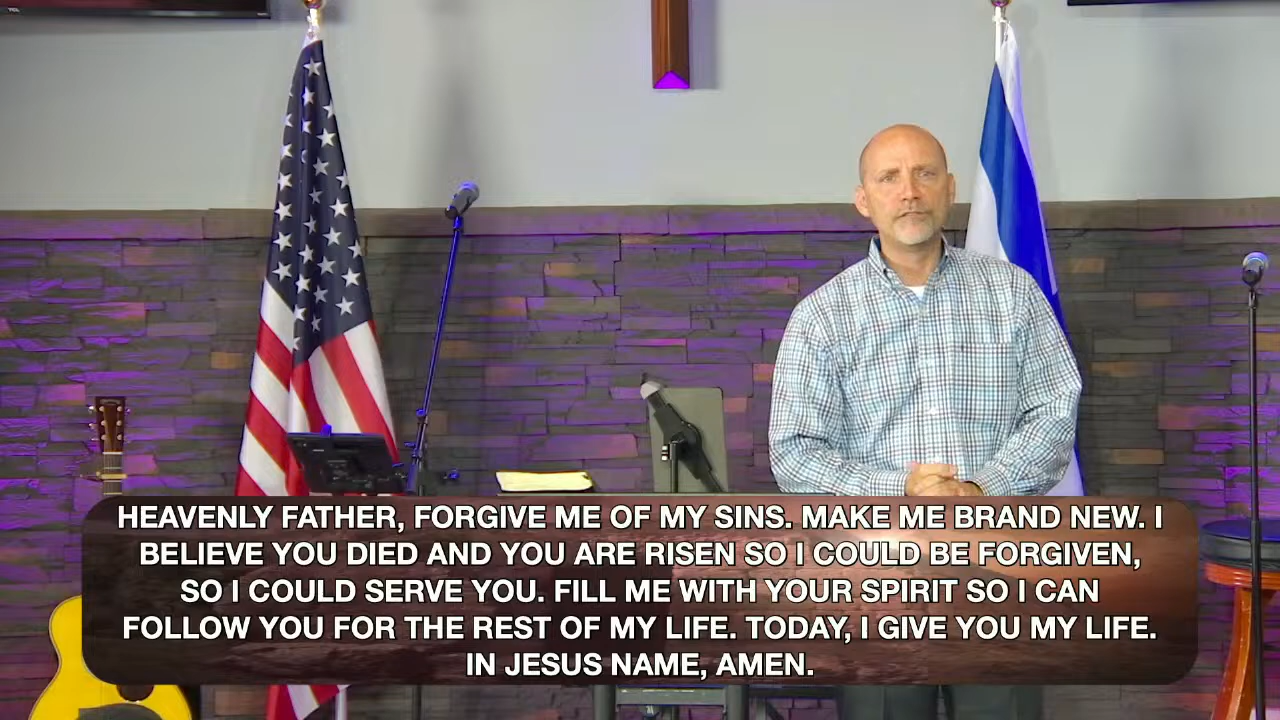 TCL
HEAVENLY FATHER, FORGIVE ME OF MY SINS. MAKE ME BRAND NEW. I
BELIEVE YOU DIED AND YOU ARE RISEN SO I COULD BE FORGIVEN,
SO I COULD SERVE YOU. FILL ME WITH YOUR SPIRIT SO I CAN
FOLLOW YOU FOR THE REST OF MY LIFE. TODAY, I GIVE YOU MY LIFE.
IN JESUS NAME, AMEN.